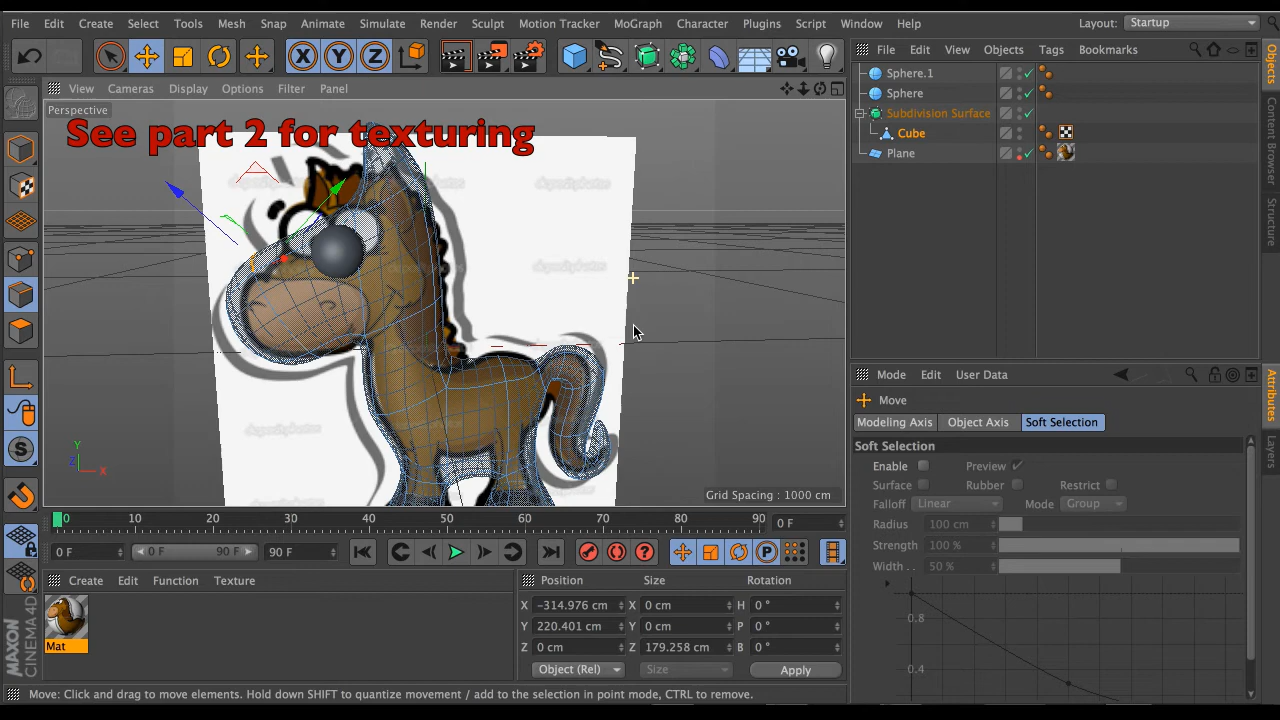 File Edit Create Select Tools Mesh Snap Animate Simulate Render Sculpt Motion Tracker MoGraph Character Plugins Script Window Help Layout: Startup
File Edit View Objects Tags Bookmarks
Sphere.1
Sphere
Subdivision Surface
Cube
Plane
Objects
Content Browser
Structure
View Cameras Display Options Filter Panel
Perspective
See part 2 for texturing
depositphotos
Y
Z X
Grid Spacing : 1000 cm
0 10 20 30 40 50 60 70 80 90 0 F
0 F 0 F 90 F 90 F
Create Edit Function Texture
Mat
Position Size Rotation
X -314.976 cm X 0 cm H 0 °
Y 220.401 cm Y 0 cm P 0 °
Z 0 cm Z 179.258 cm B 0 °
Object (Rel) Size Apply
Attributes
Layers
Mode Edit User Data
Move
Modeling Axis Object Axis Soft Selection
Soft Selection
Enable Preview
Surface Rubber Restrict
Falloff Linear Mode Group
Radius 100 cm
Strength 100 %
Width . . 50 %
0.8
0.4
MAXON
CINEMA 4D
Move: Click and drag to move elements. Hold down SHIFT to quantize movement / add to the selection in point mode, CTRL to remove.